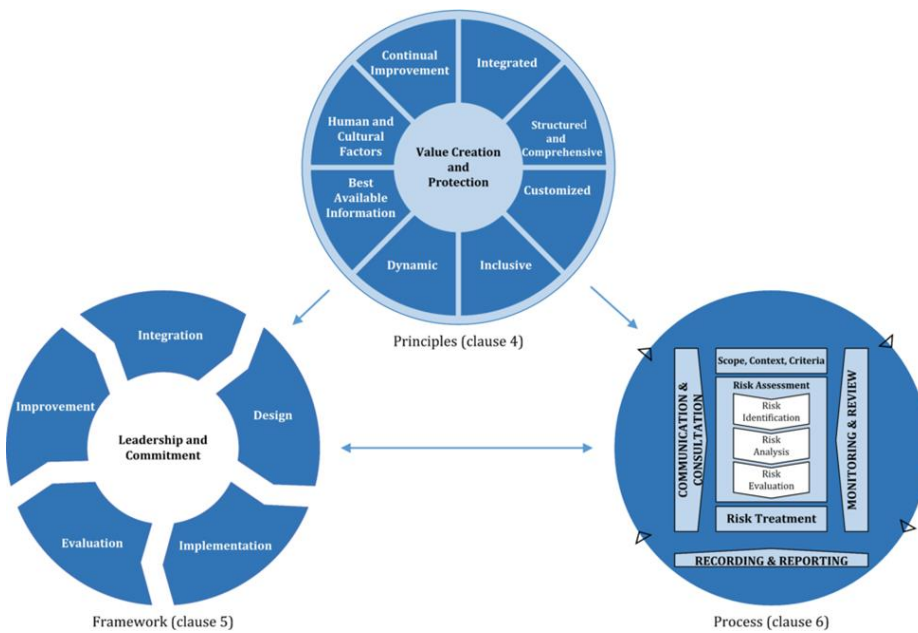 Continual
Improvement
Integrated
Structured
and
Comprehensive
Customized
Inclusive
Dynamic
Best
Available
Information
Human and
Cultural
Factors
Value Creation
and
Protection
Principles (clause 4)
Integration
Design
Implementation
Evaluation
Improvement
Leadership and
Commitment
Framework (clause 5)
Scope, Context, Criteria
Risk Assessment
Risk
Identification
Risk
Analysis
Risk
Evaluation
Risk Treatment
COMMUNICATION &
CONSULTATION
MONITORING & REVIEW
RECORDING & REPORTING
Process (clause 6)